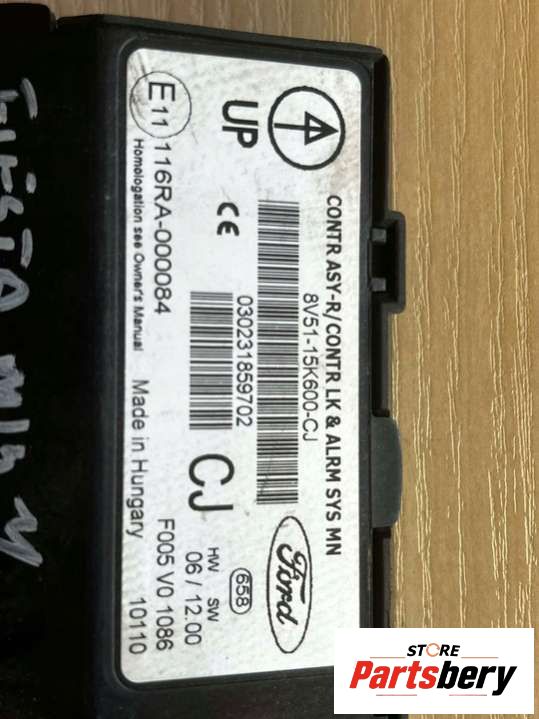 CONTR ASY-R/CONTR LK & ALRM SYS MN
8V51-15K600-CJ
UP
CE
030231859702
CJ
658
Ford
HW SW
06 / 12.00
E11 116RA-000084
Homologation see Owner's Manual
Made in Hungary
F005 V0 1086
10110
STORE
Partsbery